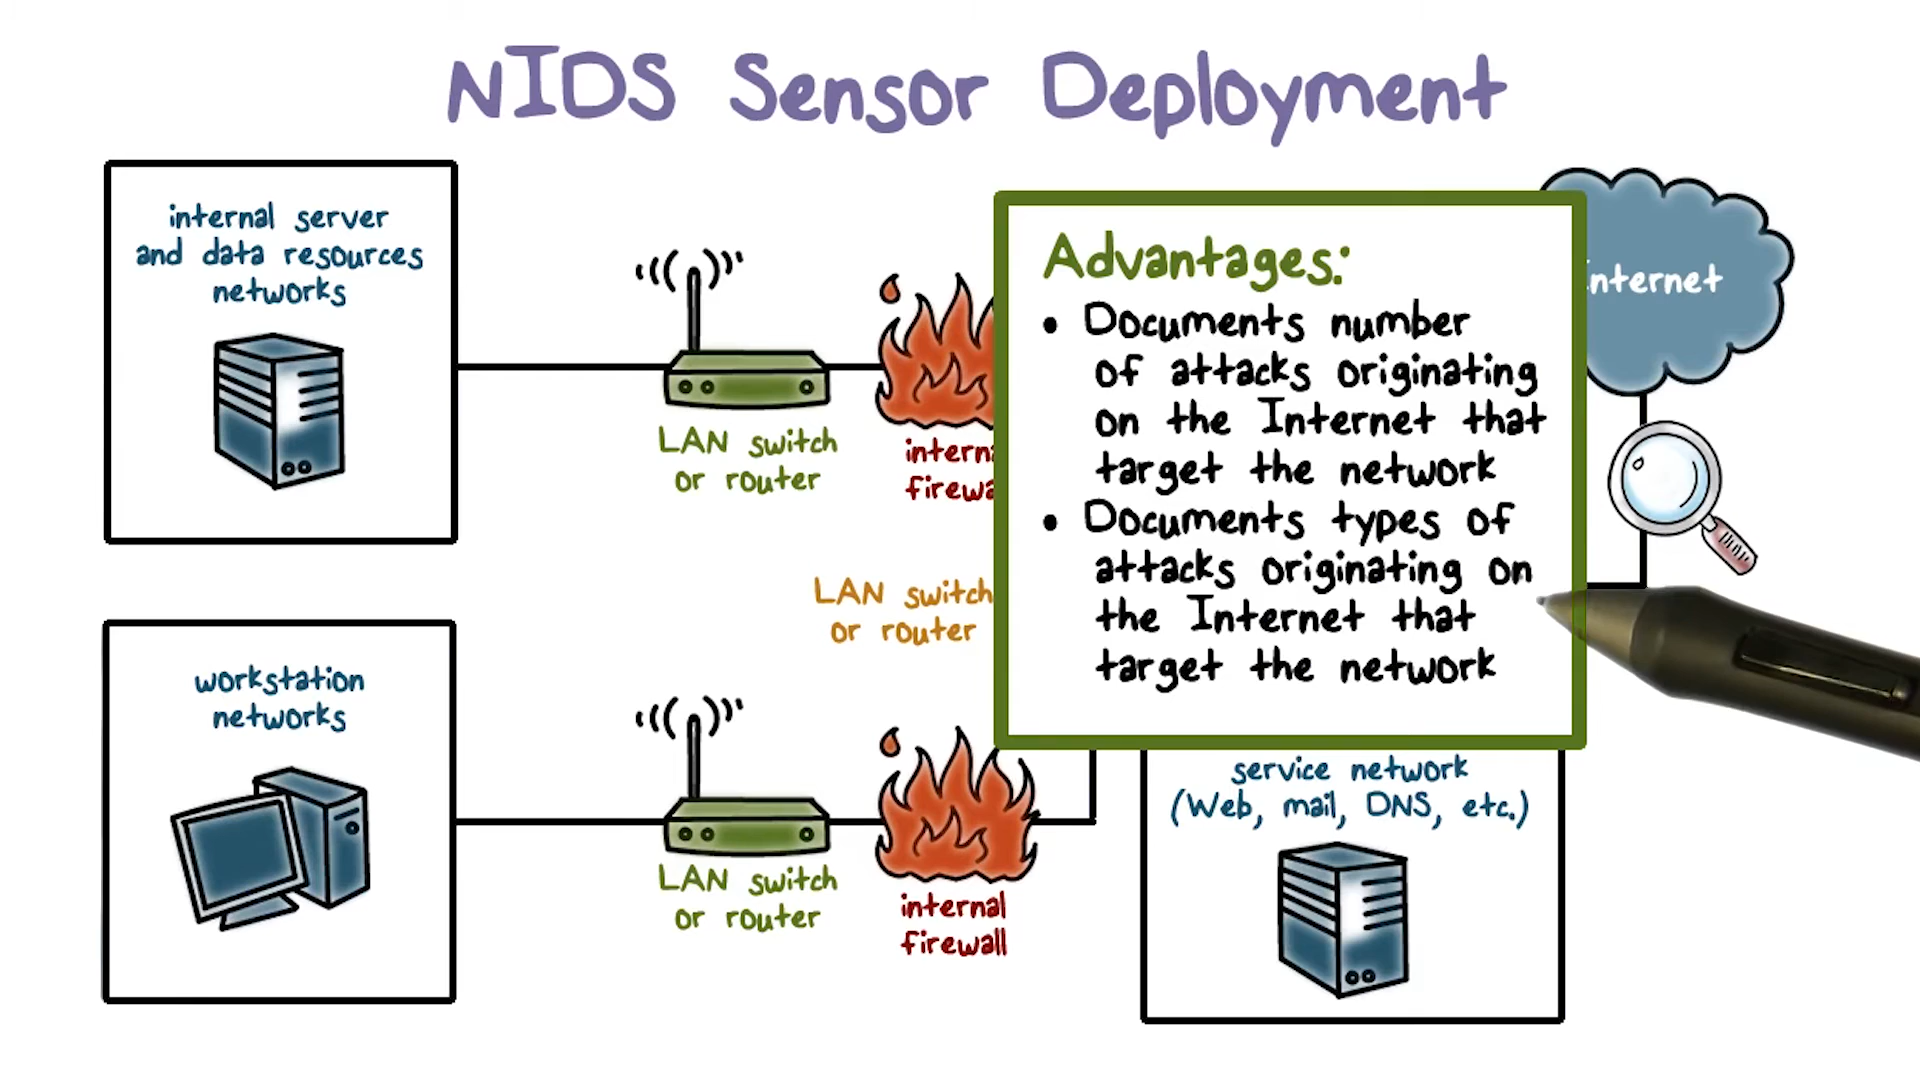 NIDS Sensor Deployment
internal server
and data resources
networks
LAN switch
or router
Advantages:
• Documents number
of attacks originating
on the Internet that
target the network
• Documents types of
attacks originating on
the Internet that
target the network
LAN switch
or router
workstation
networks
LAN switch
or router
internal
firewall
service network
(Web, mail, DNS, etc.)